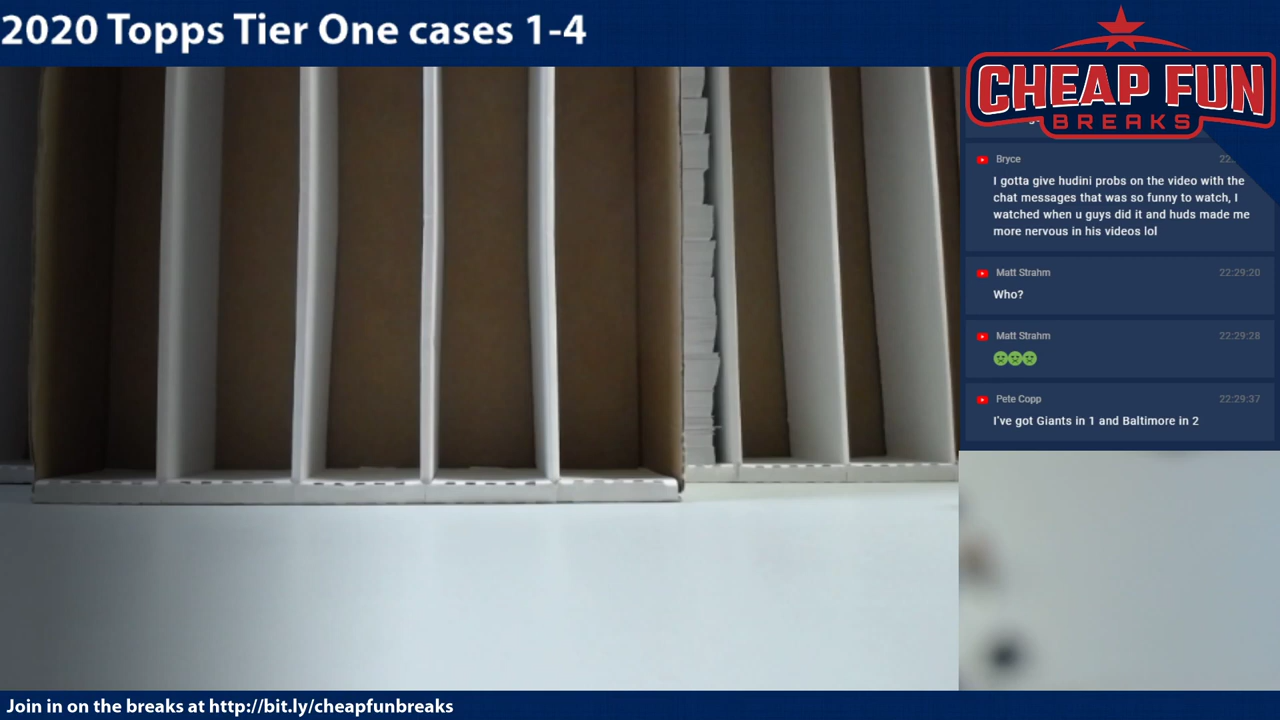 2020 Topps Tier One cases 1-4
CHEAP FUN
BREAKS
Bryce
I gotta give hudini probs on the video with the
chat messages that was so funny to watch, I
watched when u guys did it and huds made me
more nervous in his videos lol
Matt Strahm 22:29:20
Who?
Matt Strahm 22:29:28
Pete Copp 22:29:37
I've got Giants in 1 and Baltimore in 2
Join in on the breaks at http://bit.ly/cheapfunbreaks